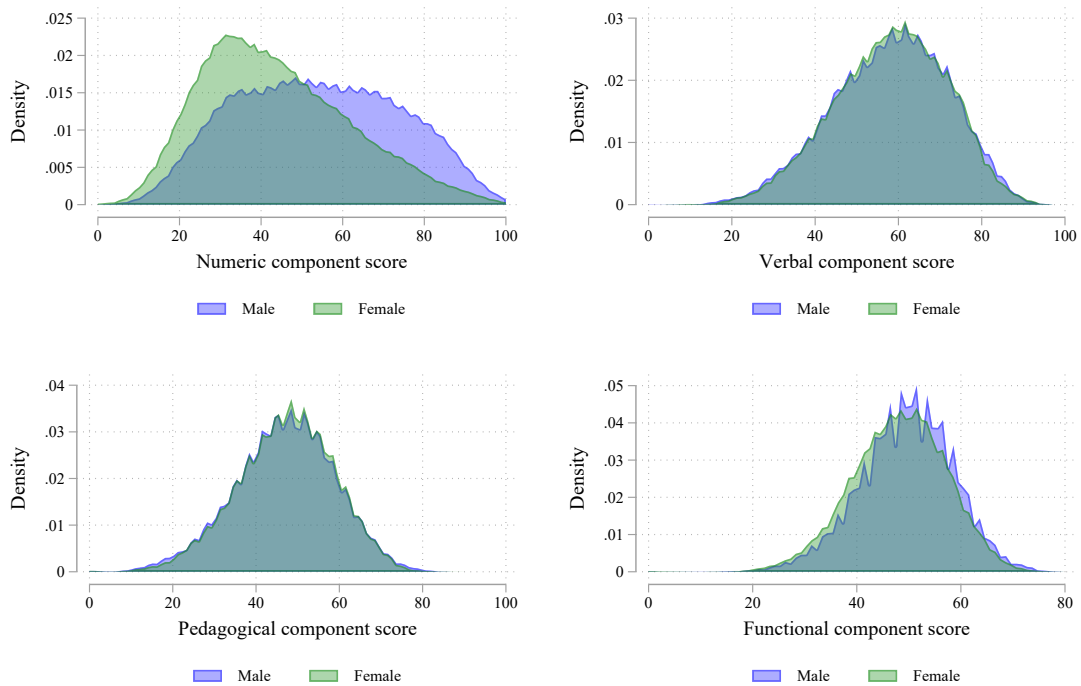 .025
.02
.015
.01
.005
0
Density
0 20 40 60 80 100
Numeric component score
Male Female
.03
.02
.01
0
Density
0 20 40 60 80 100
Verbal component score
Male Female
.04
.03
.02
.01
0
Density
0 20 40 60 80 100
Pedagogical component score
Male Female
.05
.04
.03
.02
.01
0
Density
0 20 40 60 80
Functional component score
Male Female